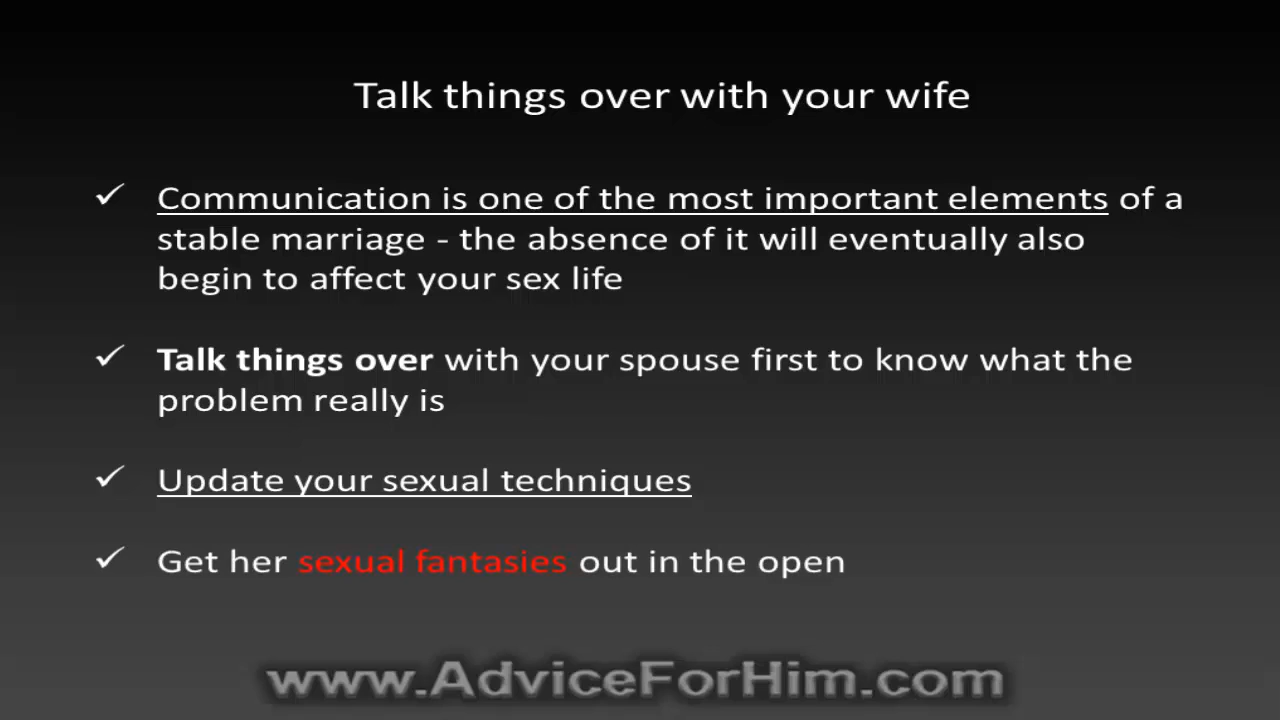 Talk things over with your wife
✓ Communication is one of the most important elements of a
stable marriage - the absence of it will eventually also
begin to affect your sex life
✓ Talk things over with your spouse first to know what the
problem really is
✓ Update your sexual techniques
✓ Get her sexual fantasies out in the open
www.AdviceForHim.com